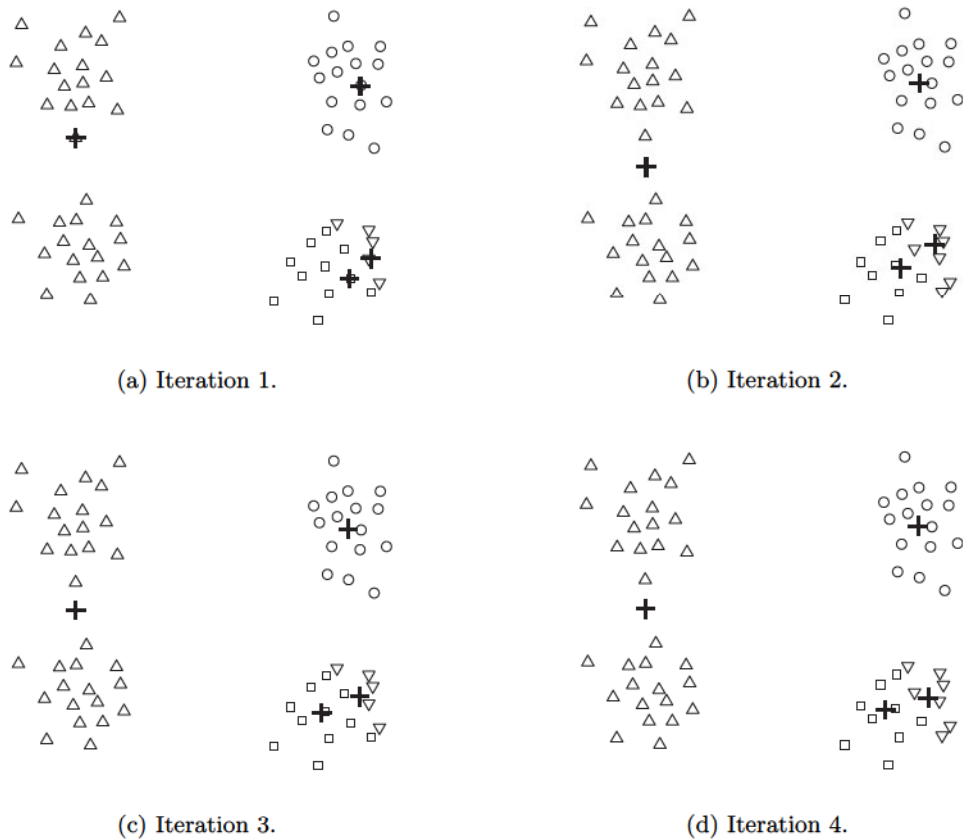 (a) Iteration 1.
(b) Iteration 2.
(c) Iteration 3.
(d) Iteration 4.